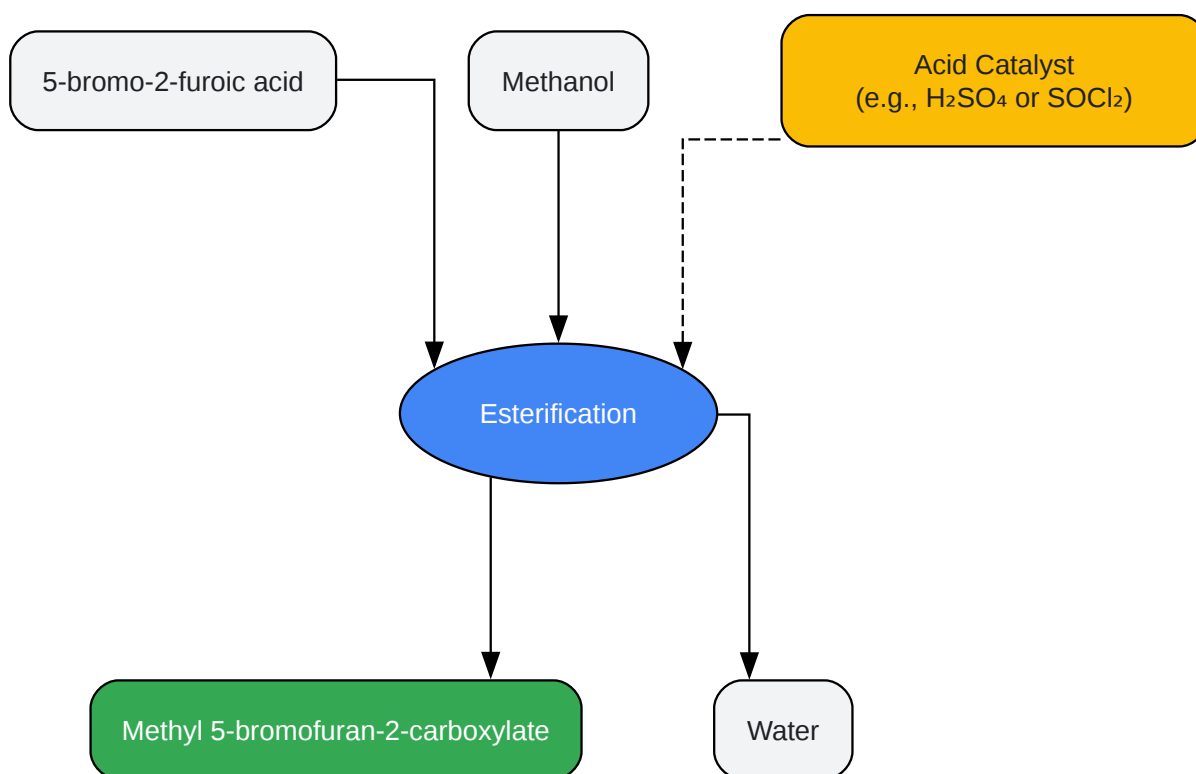 5-bromo-2-furoic acid
Methanol
Acid Catalyst
(e.g., H₂SO₄ or SOCl₂)
Esterification
Methyl 5-bromofuran-2-carboxylate
Water